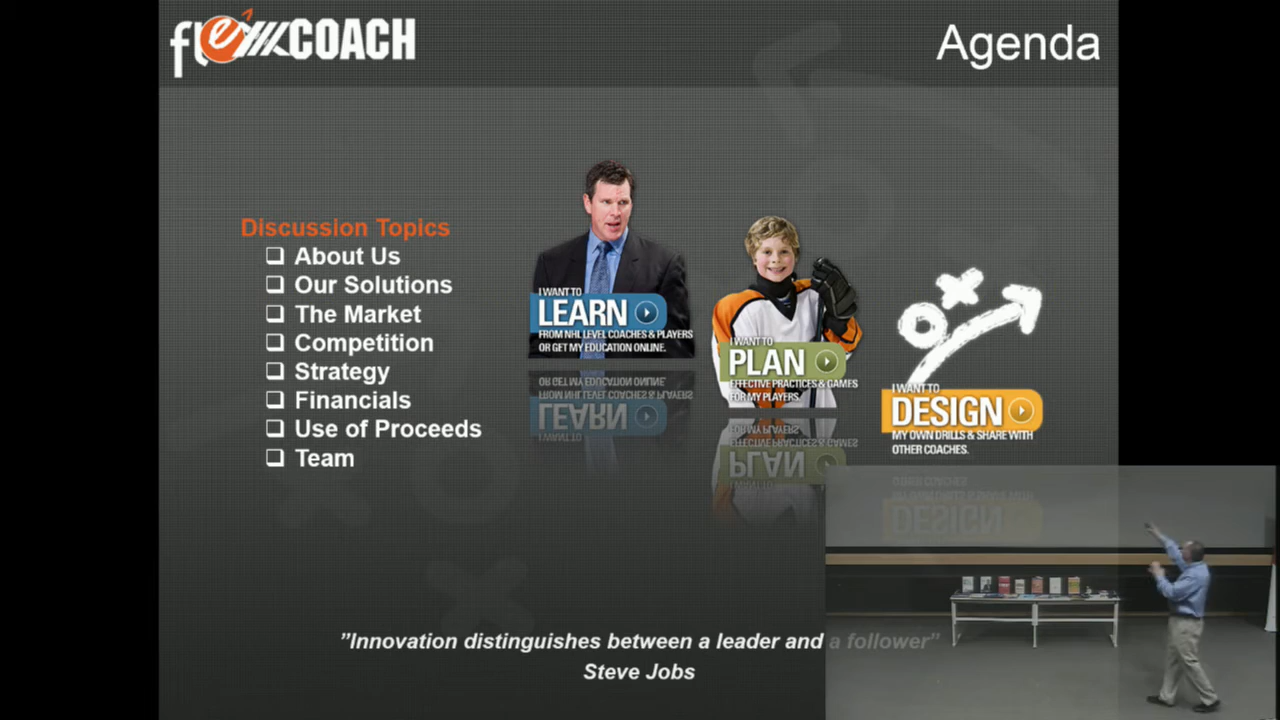 flexxCOACH
Agenda
Discussion Topics
About Us
Our Solutions
The Market
Competition
Strategy
Financials
Use of Proceeds
Team
I WANT TO
LEARN
FROM NHL LEVEL COACHES & PLAYERS
OR GET MY EDUCATION ONLINE.
I WANT TO
PLAN
EFFECTIVE PRACTICES & GAMES
FOR MY PLAYERS.
I WANT TO
DESIGN
MY OWN DRILLS & SHARE WITH
OTHER COACHES.
"Innovation distinguishes between a leader and a follower"
Steve Jobs